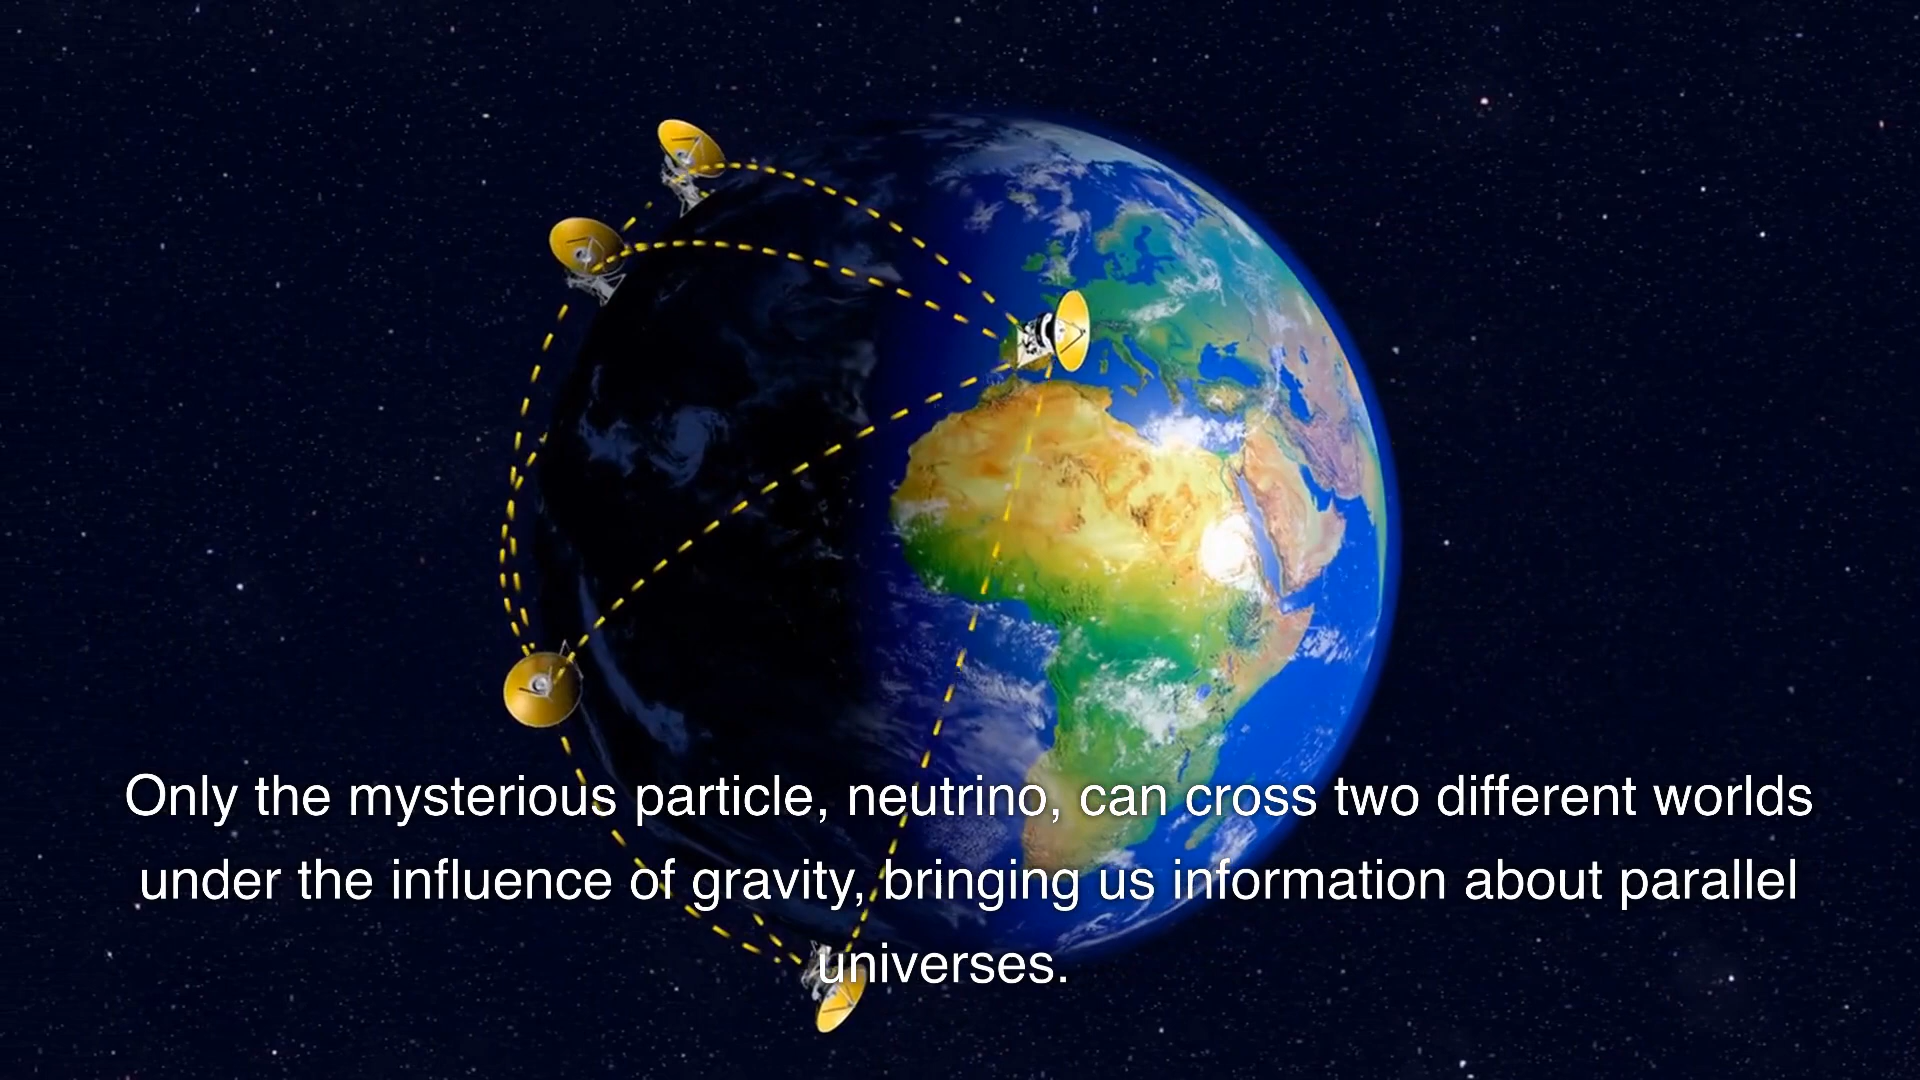 Only the mysterious particle, neutrino, can cross two different worlds
under the influence of gravity, bringing us information about parallel
universes.